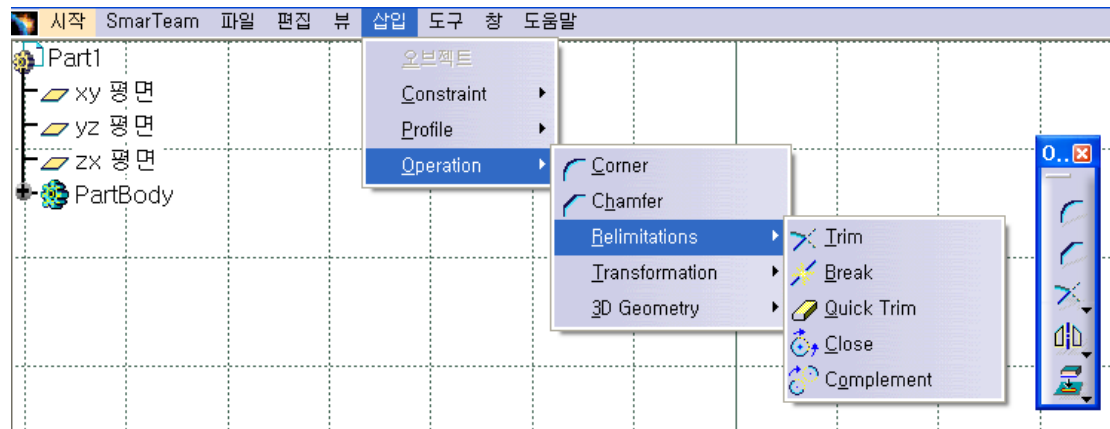 시작 SmarTeam 파일 편집 뷰 삽입 도구 창 도움말
Part1
xy 평면
yz 평면
zx 평면
PartBody
오브젝트
Constraint
Profile
Operation
Corner
Chamfer
Relimitations
Transformation
3D Geometry
Trim
Break
Quick Trim
Close
Complement
O..